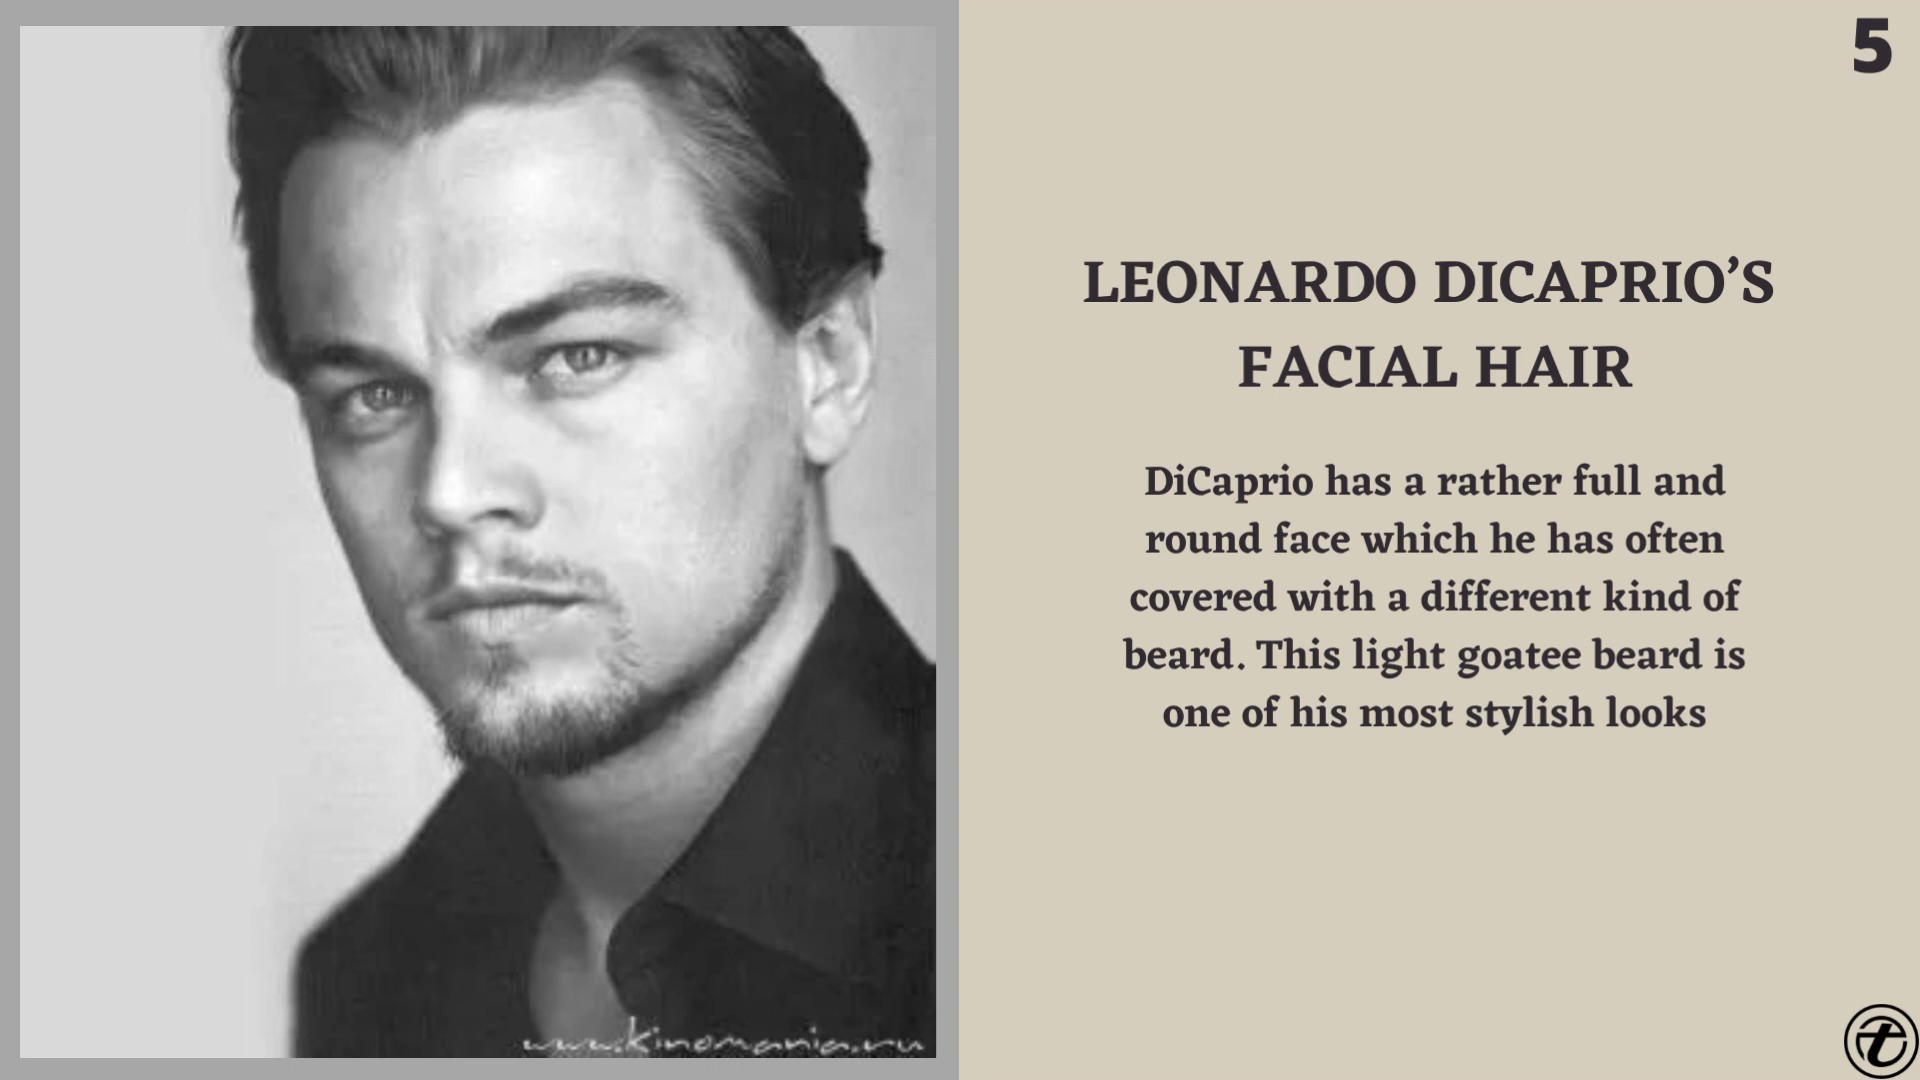 5
LEONARDO DICAPRIO’S
FACIAL HAIR
DiCaprio has a rather full and
round face which he has often
covered with a different kind of
beard. This light goatee beard is
one of his most stylish looks
www.kinomania.ru
t